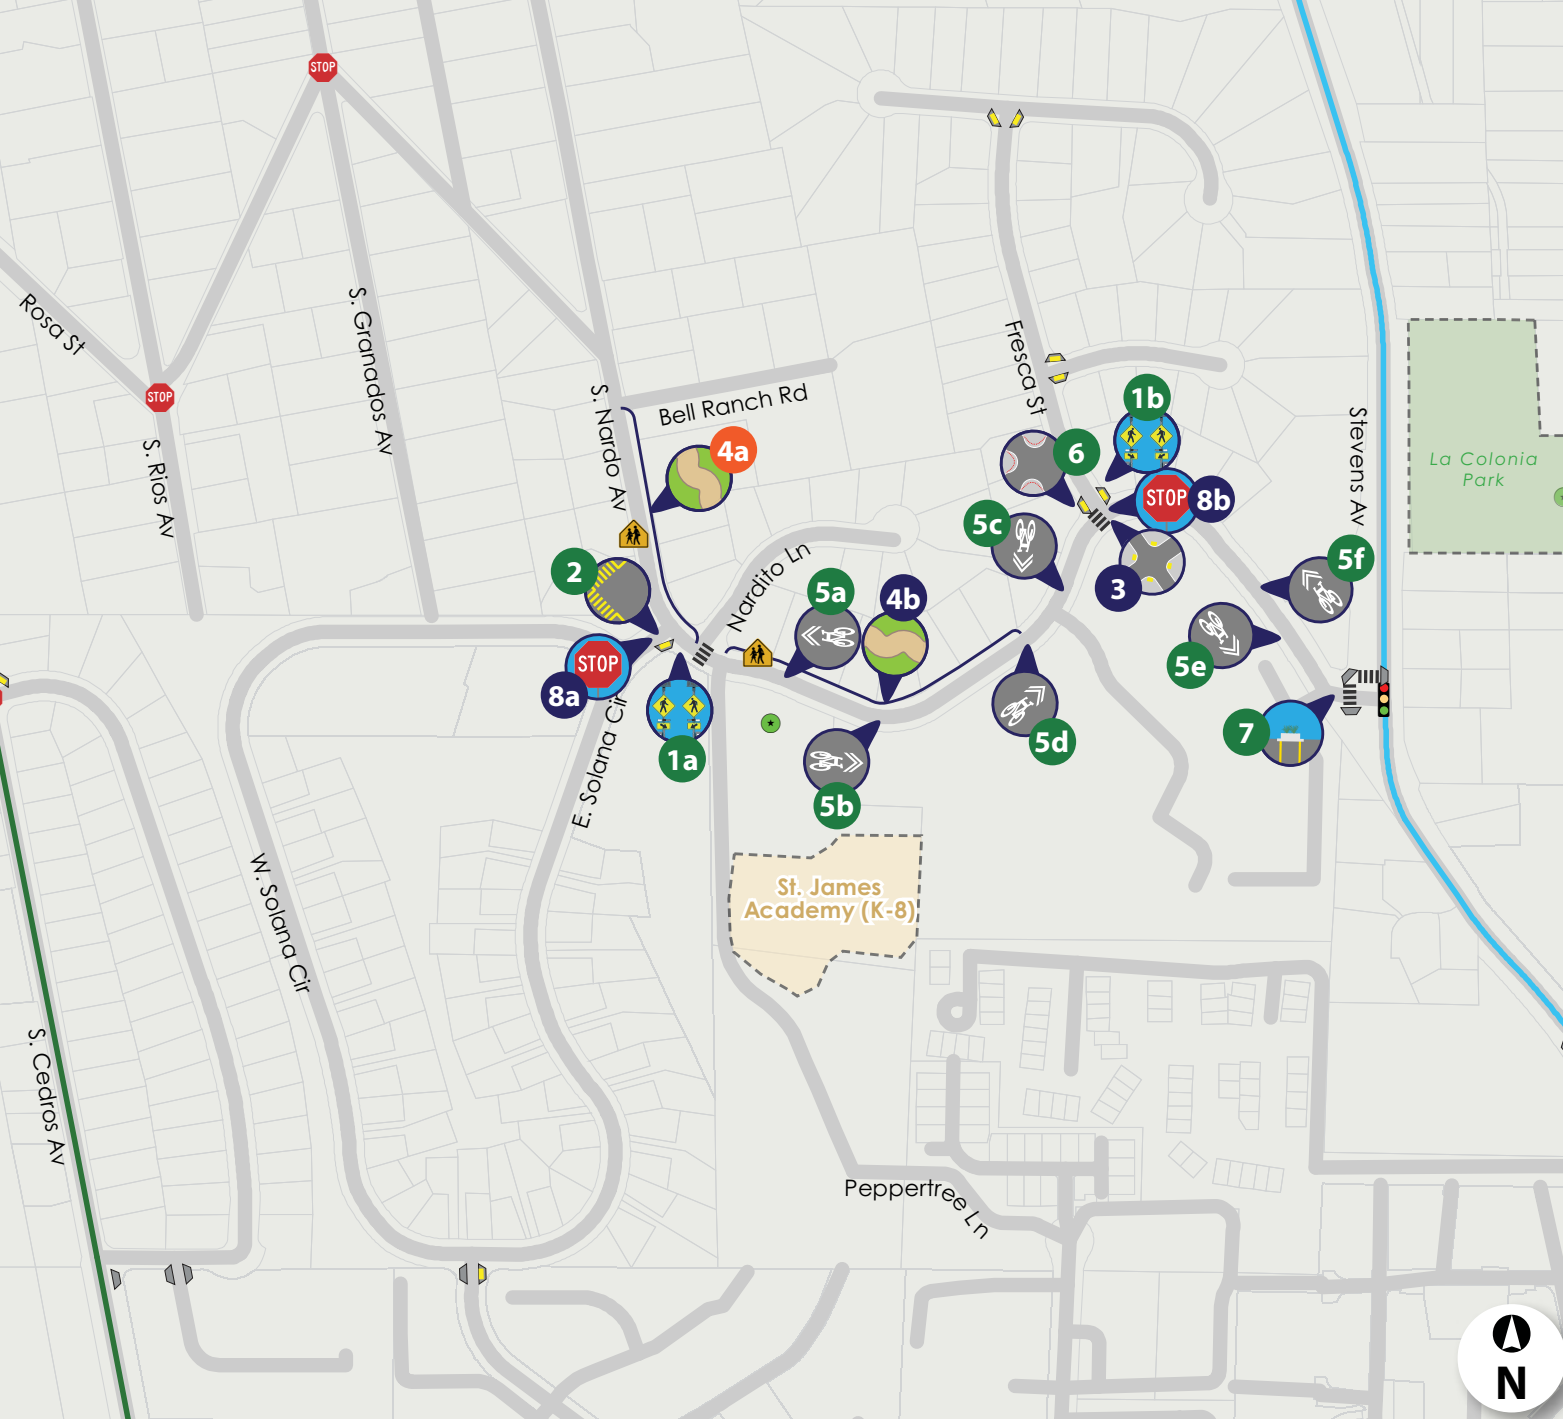 STOP
Rosa St
STOP
S. Rios Av
S. Granados Av
S. Nardo Av
Bell Ranch Rd
Fresca St
Stevens Av
La Colonia
Park
4a
1b
6
STOP
8b
5c
3
5f
2
Nardito Ln
5a
4b
5e
STOP
8a
1a
5d
7
5b
E. Solana Cir
W. Solana Cir
St. James
Academy (K-8)
S. Cedros Av
Peppertree Ln
N